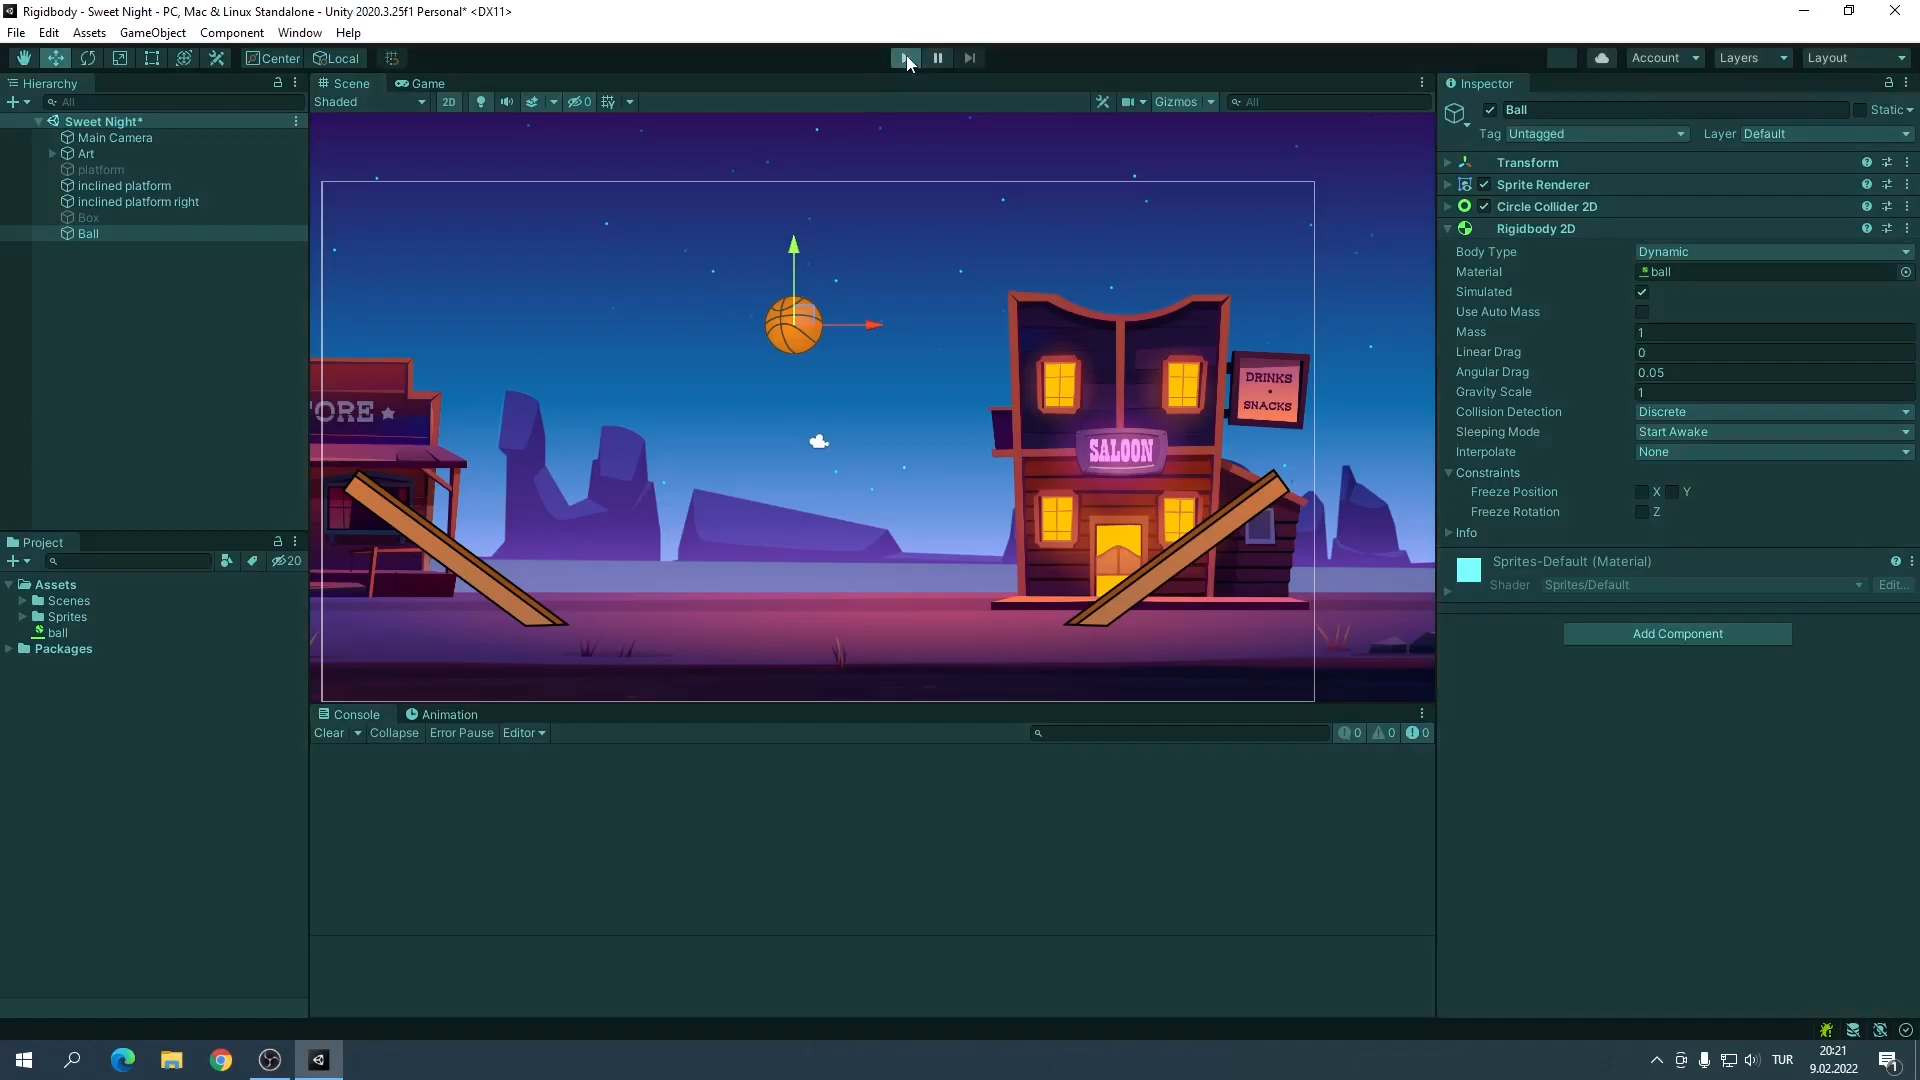 Rigidbody - Sweet Night - PC, Mac & Linux Standalone - Unity 2020.3.25f1 Personal* <DX11>
File Edit Assets GameObject Component Window Help
Center Local Account Layers Layout
Hierarchy
All
Sweet Night*
Main Camera
Art
platform
inclined platform
inclined platform right
Box
Ball
Project
20
Assets
Scenes
Sprites
ball
Packages
Scene Game
Shaded 2D 0 Gizmos All
ORE
DRINKS
SNACKS
SALOON
Console Animation
Clear Collapse Error Pause Editor 0 0 0
Inspector
Ball Static
Tag Untagged Layer Default
Transform
Sprite Renderer
Circle Collider 2D
Rigidbody 2D
Body Type Dynamic
Material ball
Simulated
Use Auto Mass
Mass 1
Linear Drag 0
Angular Drag 0.05
Gravity Scale 1
Collision Detection Discrete
Sleeping Mode Start Awake
Interpolate None
Constraints
Freeze Position X Y
Freeze Rotation Z
Info
Sprites-Default (Material)
Shader Sprites/Default Edit...
Add Component
TUR
20:21
9.02.2022
1